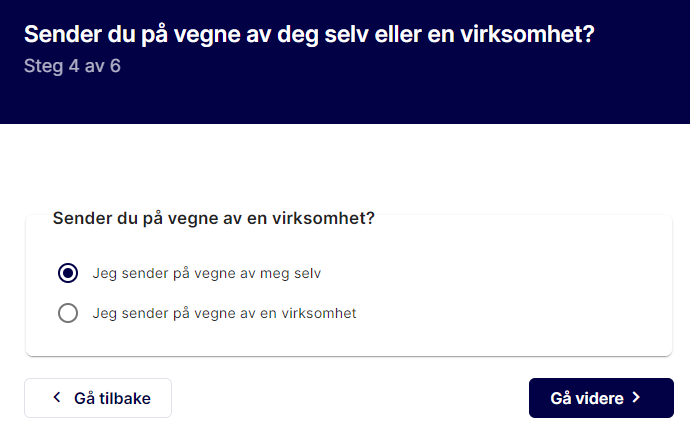 Sender du på vegne av deg selv eller en virksomhet?
Steg 4 av 6
Sender du på vegne av en virksomhet?
Jeg sender på vegne av meg selv
Jeg sender på vegne av en virksomhet
Gå tilbake
Gå videre